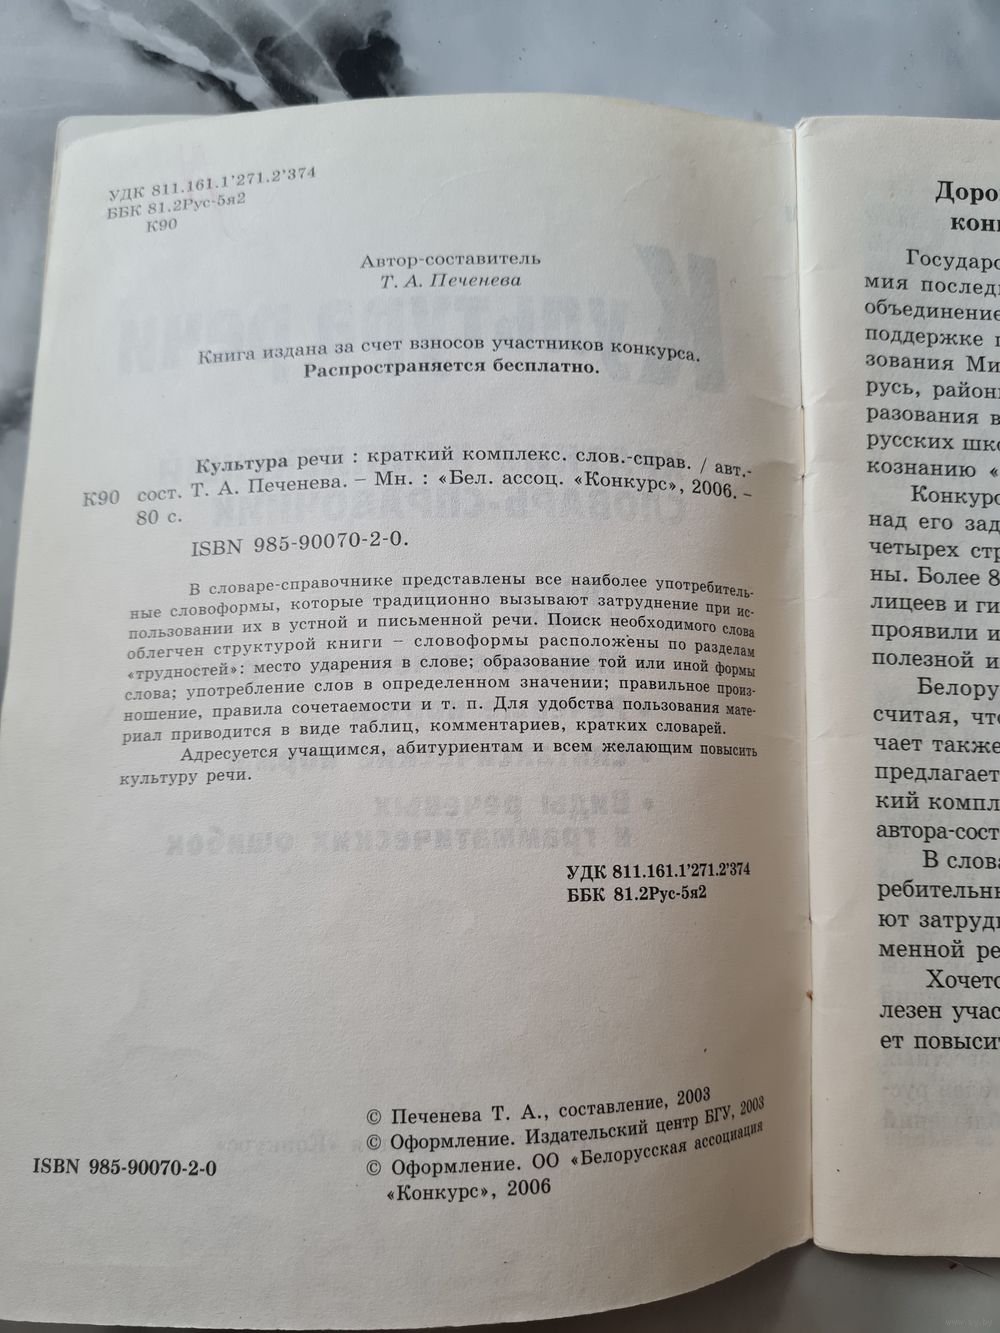 УДК 811.161.1'271.2'374
ББК 81.2Рус-5я2
К90
Автор-составитель
Т. А. Печенева
Книга издана за счет взносов участников конкурса.
Распространяется бесплатно.
Культура речи : краткий комплекс. слов.-справ. / авт.-
К90 сост. Т. А. Печенева. – Мн. : «Бел. ассоц. «Конкурс», 2006. –
80 с.
ISBN 985-90070-2-0.
В словаре-справочнике представлены все наиболее употребитель-
ные словоформы, которые традиционно вызывают затруднение при ис-
пользовании их в устной и письменной речи. Поиск необходимого слова
облегчен структурой книги – словоформы расположены по разделам
«трудностей»: место ударения в слове; образование той или иной формы
слова; употребление слов в определенном значении; правильное произ-
ношение, правила сочетаемости и т. п. Для удобства пользования мате-
риал приводится в виде таблиц, комментариев, кратких словарей.
Адресуется учащимся, абитуриентам и всем желающим повысить
культуру речи.
УДК 811.161.1'271.2'374
ББК 81.2Рус-5я2
© Печенева Т. А., составление, 2003
© Оформление. Издательский центр БГУ, 2003
© Оформление. ОО «Белорусская ассоциация
«Конкурс», 2006
ISBN 985-90070-2-0
Доро
кон
Государс
мия послед
объединение
поддержке
зования Ми
русь, район
разования в
русских шко
кознанию «
Конкурс
над его зад
четырех стр
ны. Более 8
лицеев и ги
проявили и
полезной и
Белору
считая, что
чает также
предлагает
кий компл
автора-сост
В слова
ребительн
ют затруд
менной ре
Хочетс
лезен учас
ет повыси